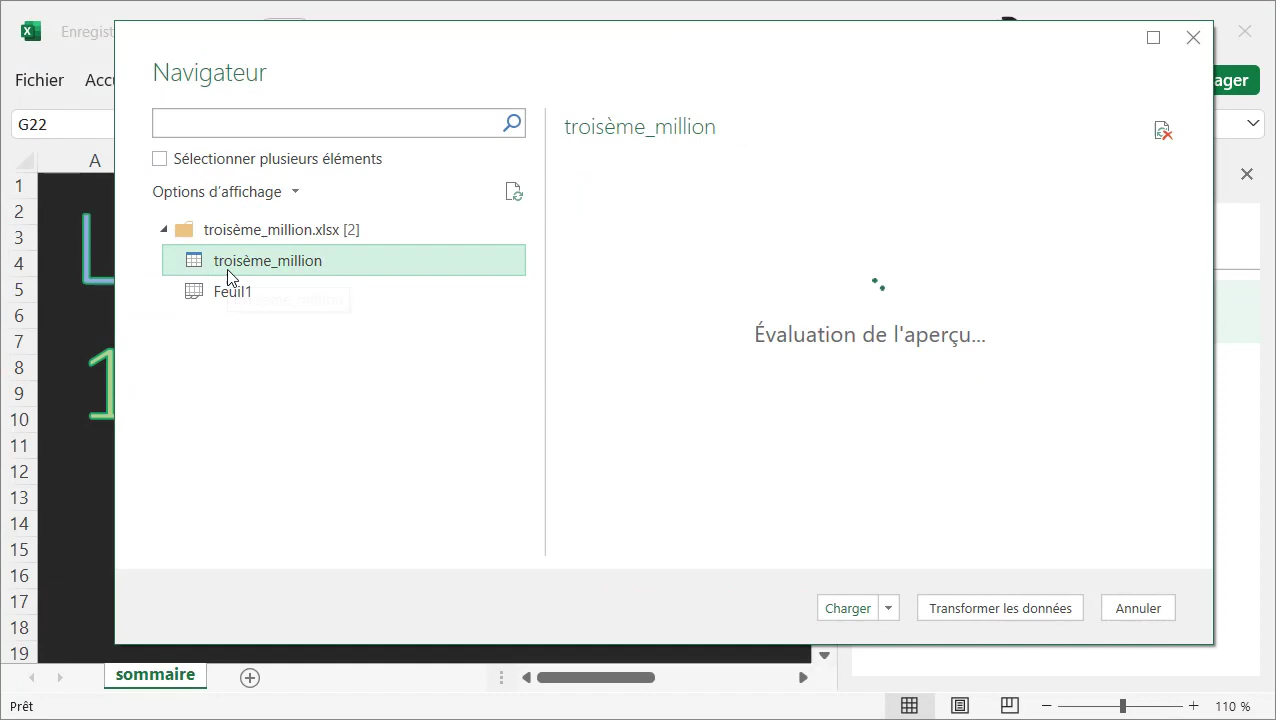 Enregist
Fichier
Accu
ager
G22
Navigateur
Sélectionner plusieurs éléments
Options d'affichage
troisème_million.xlsx [2]
troisème_million
Feuil1
troisème_million
Évaluation de l'aperçu...
Charger
Transformer les données
Annuler
A
1
2
3
4
5
6
7
8
9
10
11
12
13
14
15
16
17
18
19
L
1
sommaire
Prêt
110 %